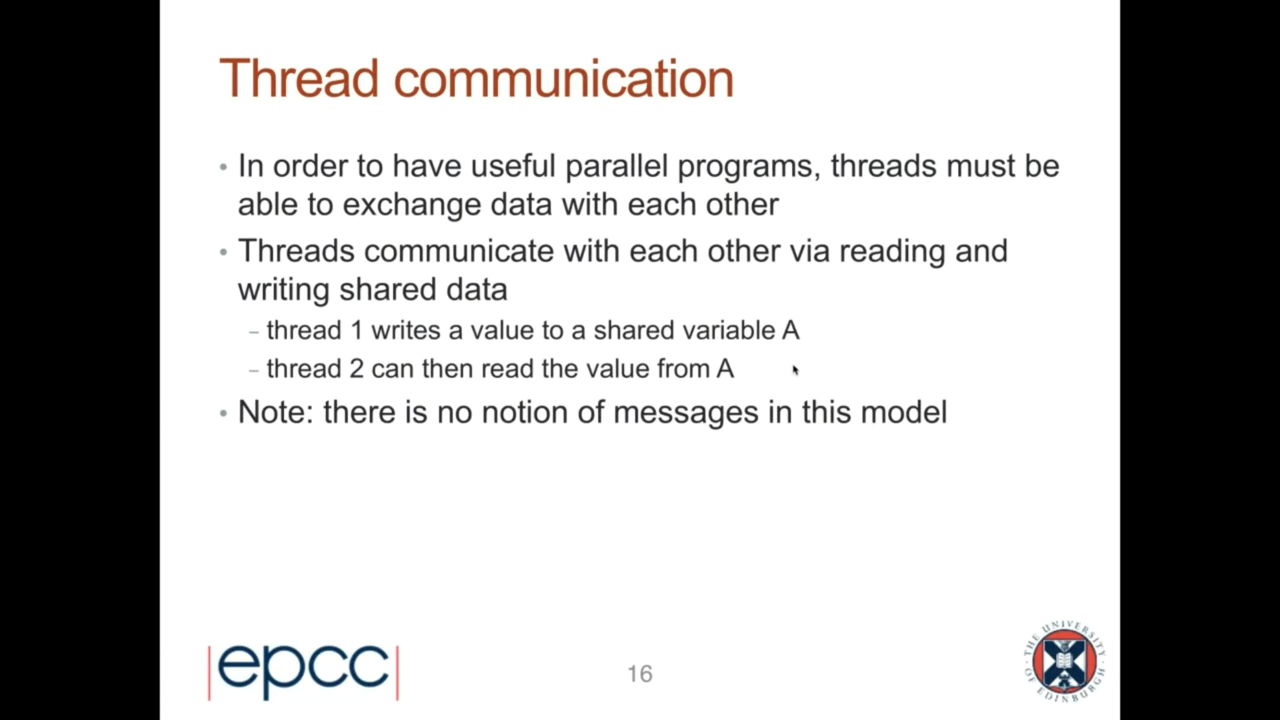 Thread communication
• In order to have useful parallel programs, threads must be
able to exchange data with each other
• Threads communicate with each other via reading and
writing shared data
– thread 1 writes a value to a shared variable A
– thread 2 can then read the value from A
• Note: there is no notion of messages in this model
|epcc|
16
THE UNIVERSITY OF EDINBURGH